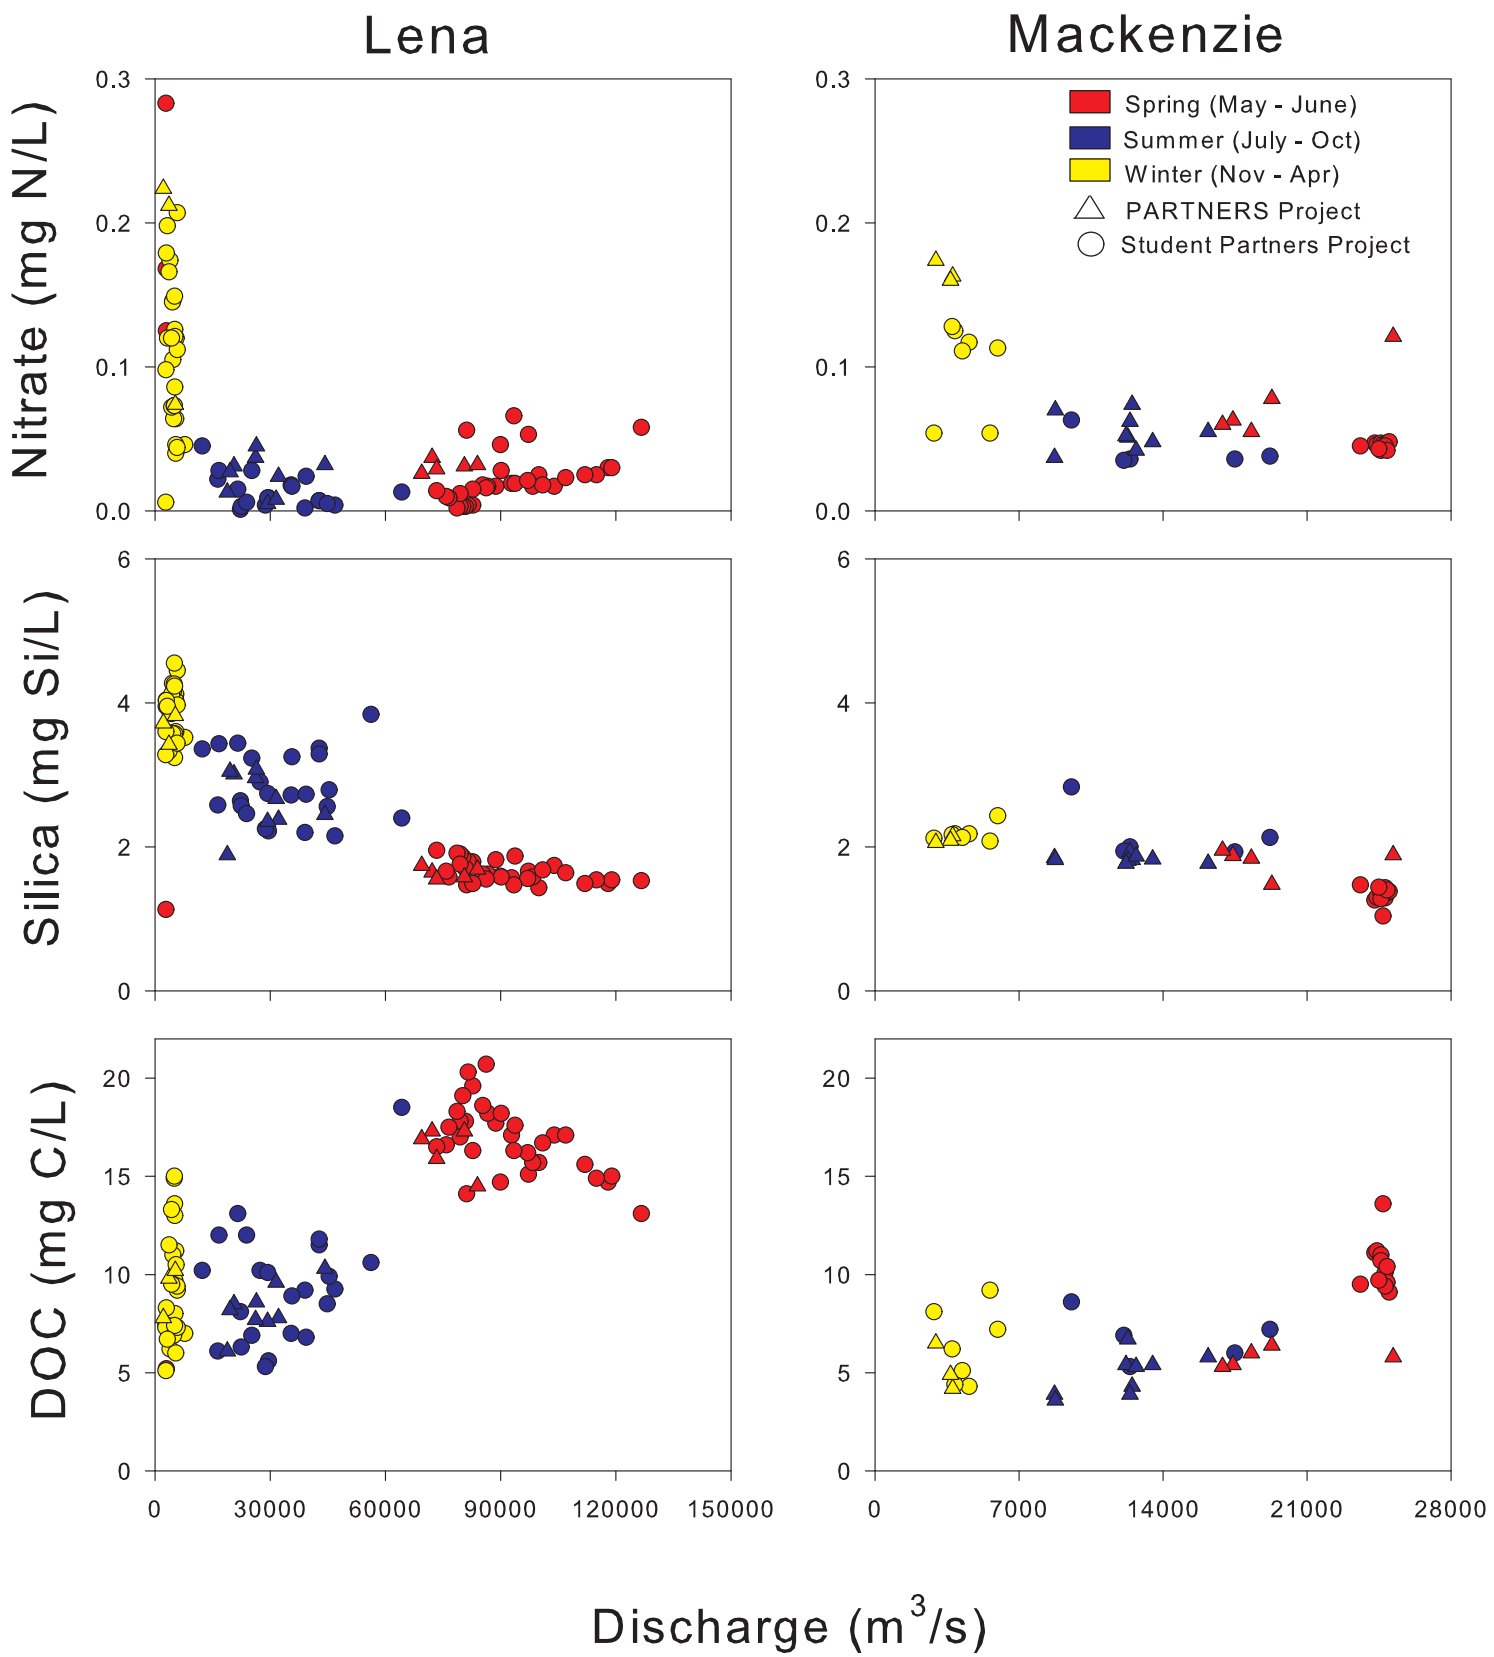 Lena
Mackenzie
Nitrate (mg N/L)
0.3
0.2
0.1
0.0
0.3
0.2
0.1
0.0
Spring (May - June)
Summer (July - Oct)
Winter (Nov - Apr)
PARTNERS Project
Student Partners Project
Silica (mg Si/L)
6
4
2
0
6
4
2
0
DOC (mg C/L)
20
15
10
5
0
20
15
10
5
0
0 30000 60000 90000 120000 150000
0 7000 14000 21000 28000
Discharge (m³/s)